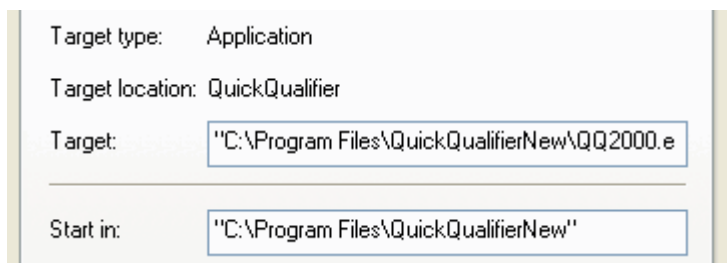 Target type: Application
Target location: QuickQualifier
Target: "C:\Program Files\QuickQualifierNew\QQ2000.e
Start in: "C:\Program Files\QuickQualifierNew"